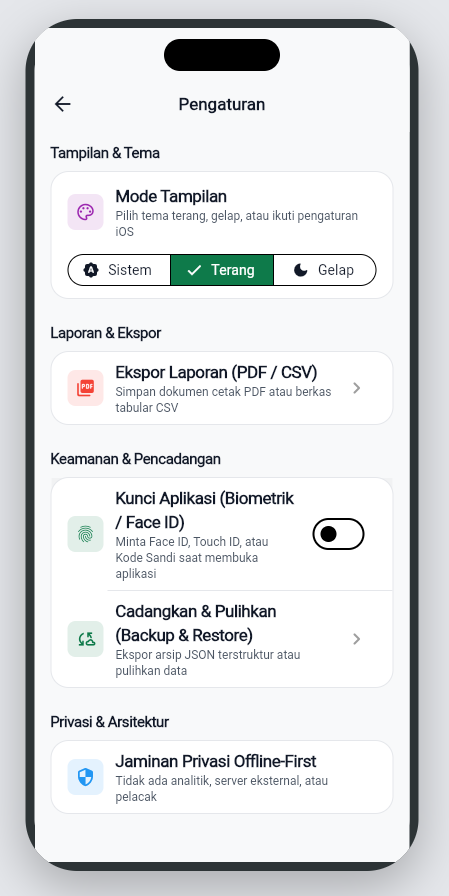 Pengaturan
Tampilan & Tema
Mode Tampilan
Pilih tema terang, gelap, atau ikuti pengaturan
iOS
A Sistem
Terang
Gelap
Laporan & Ekspor
PDF
Ekspor Laporan (PDF / CSV)
Simpan dokumen cetak PDF atau berkas
tabular CSV
Keamanan & Pencadangan
Kunci Aplikasi (Biometrik
/ Face ID)
Minta Face ID, Touch ID, atau
Kode Sandi saat membuka
aplikasi
Cadangkan & Pulihkan
(Backup & Restore)
Ekspor arsip JSON terstruktur atau
pulihkan data
Privasi & Arsitektur
Jaminan Privasi Offline-First
Tidak ada analitik, server eksternal, atau
pelacak